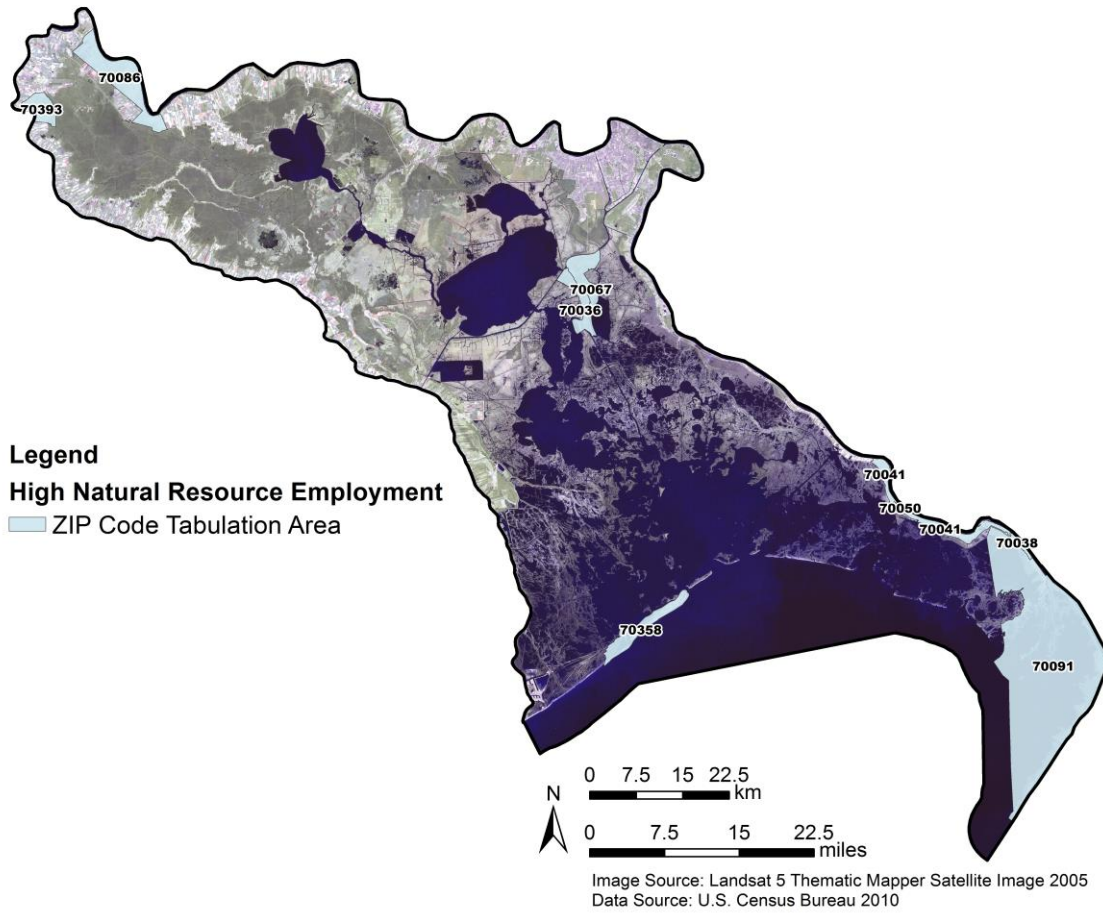 70086
70393
70067
70036
Legend
High Natural Resource Employment
ZIP Code Tabulation Area
70041
70050
70041
70038
70358
70091
N
0 7.5 15 22.5
km
0 7.5 15 22.5
miles
Image Source: Landsat 5 Thematic Mapper Satellite Image 2005
Data Source: U.S. Census Bureau 2010